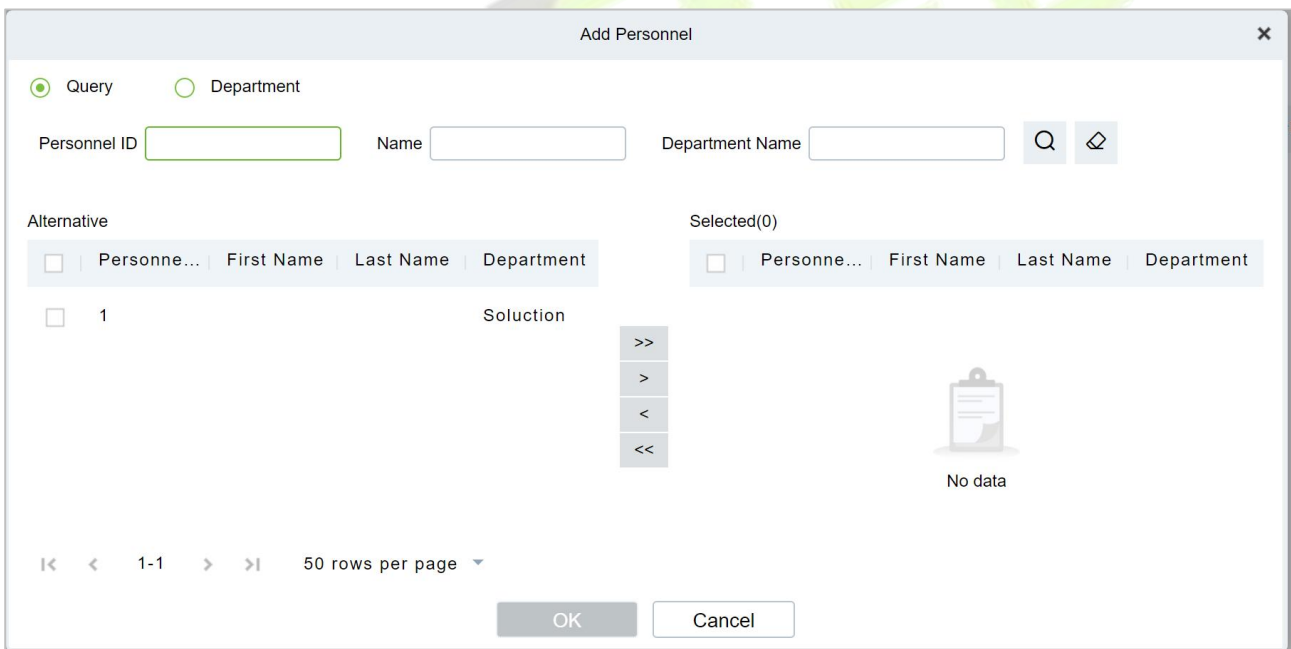 Add Personnel
Query Department
Personnel ID Name Department Name
Alternative Selected(0)
Personne... First Name Last Name Department Personne... First Name Last Name Department
1 Soluction
>>
>
<
<<
No data
1-1 50 rows per page
OK Cancel